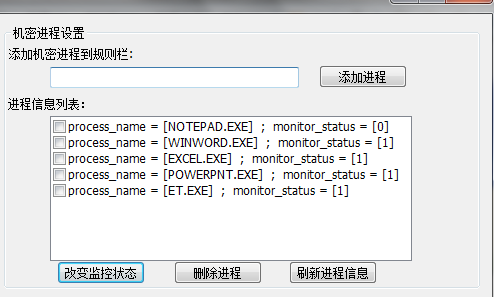 机密进程设置
添加机密进程到规则栏:
添加进程
进程信息列表:
process_name = [NOTEPAD.EXE] ; monitor_status = [0]
process_name = [WINWORD.EXE] ; monitor_status = [1]
process_name = [EXCEL.EXE] ; monitor_status = [1]
process_name = [POWERPNT.EXE] ; monitor_status = [1]
process_name = [ET.EXE] ; monitor_status = [1]
改变监控状态 删除进程 刷新进程信息